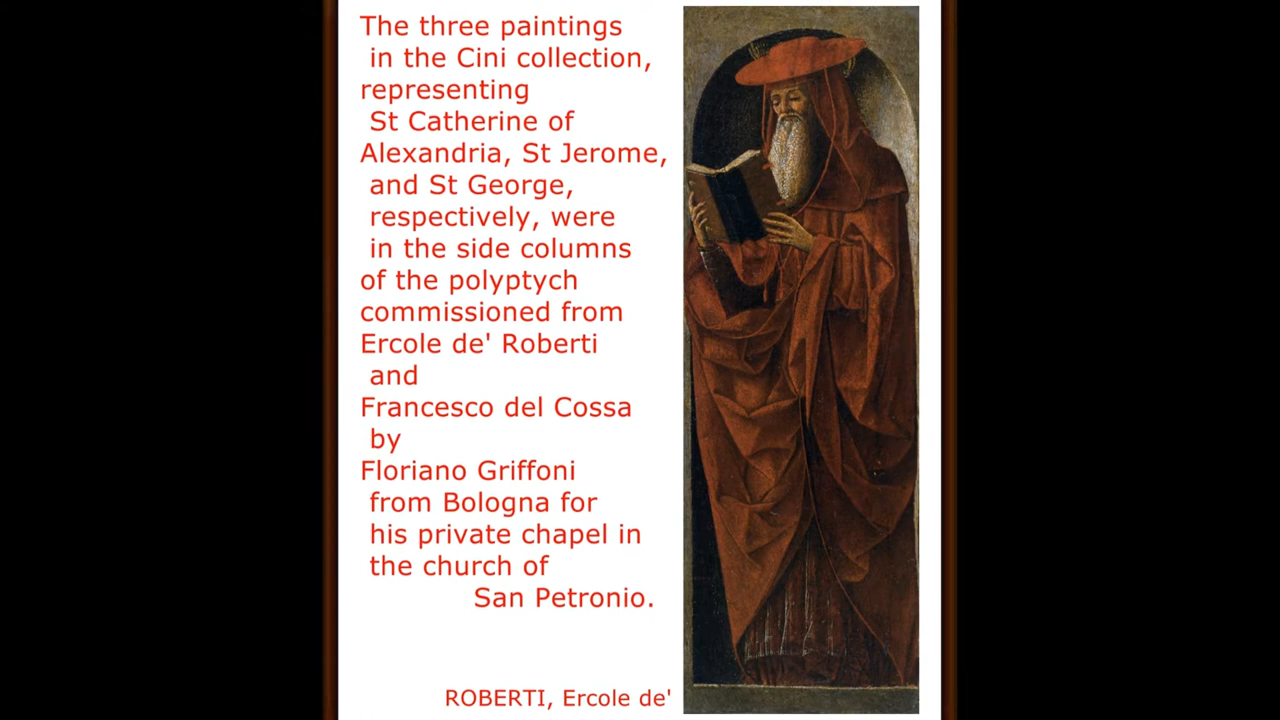 The three paintings
in the Cini collection,
representing
St Catherine of
Alexandria, St Jerome,
and St George,
respectively, were
in the side columns
of the polyptych
commissioned from
Ercole de' Roberti
and
Francesco del Cossa
by
Floriano Griffoni
from Bologna for
his private chapel in
the church of
San Petronio.
ROBERTI, Ercole de'